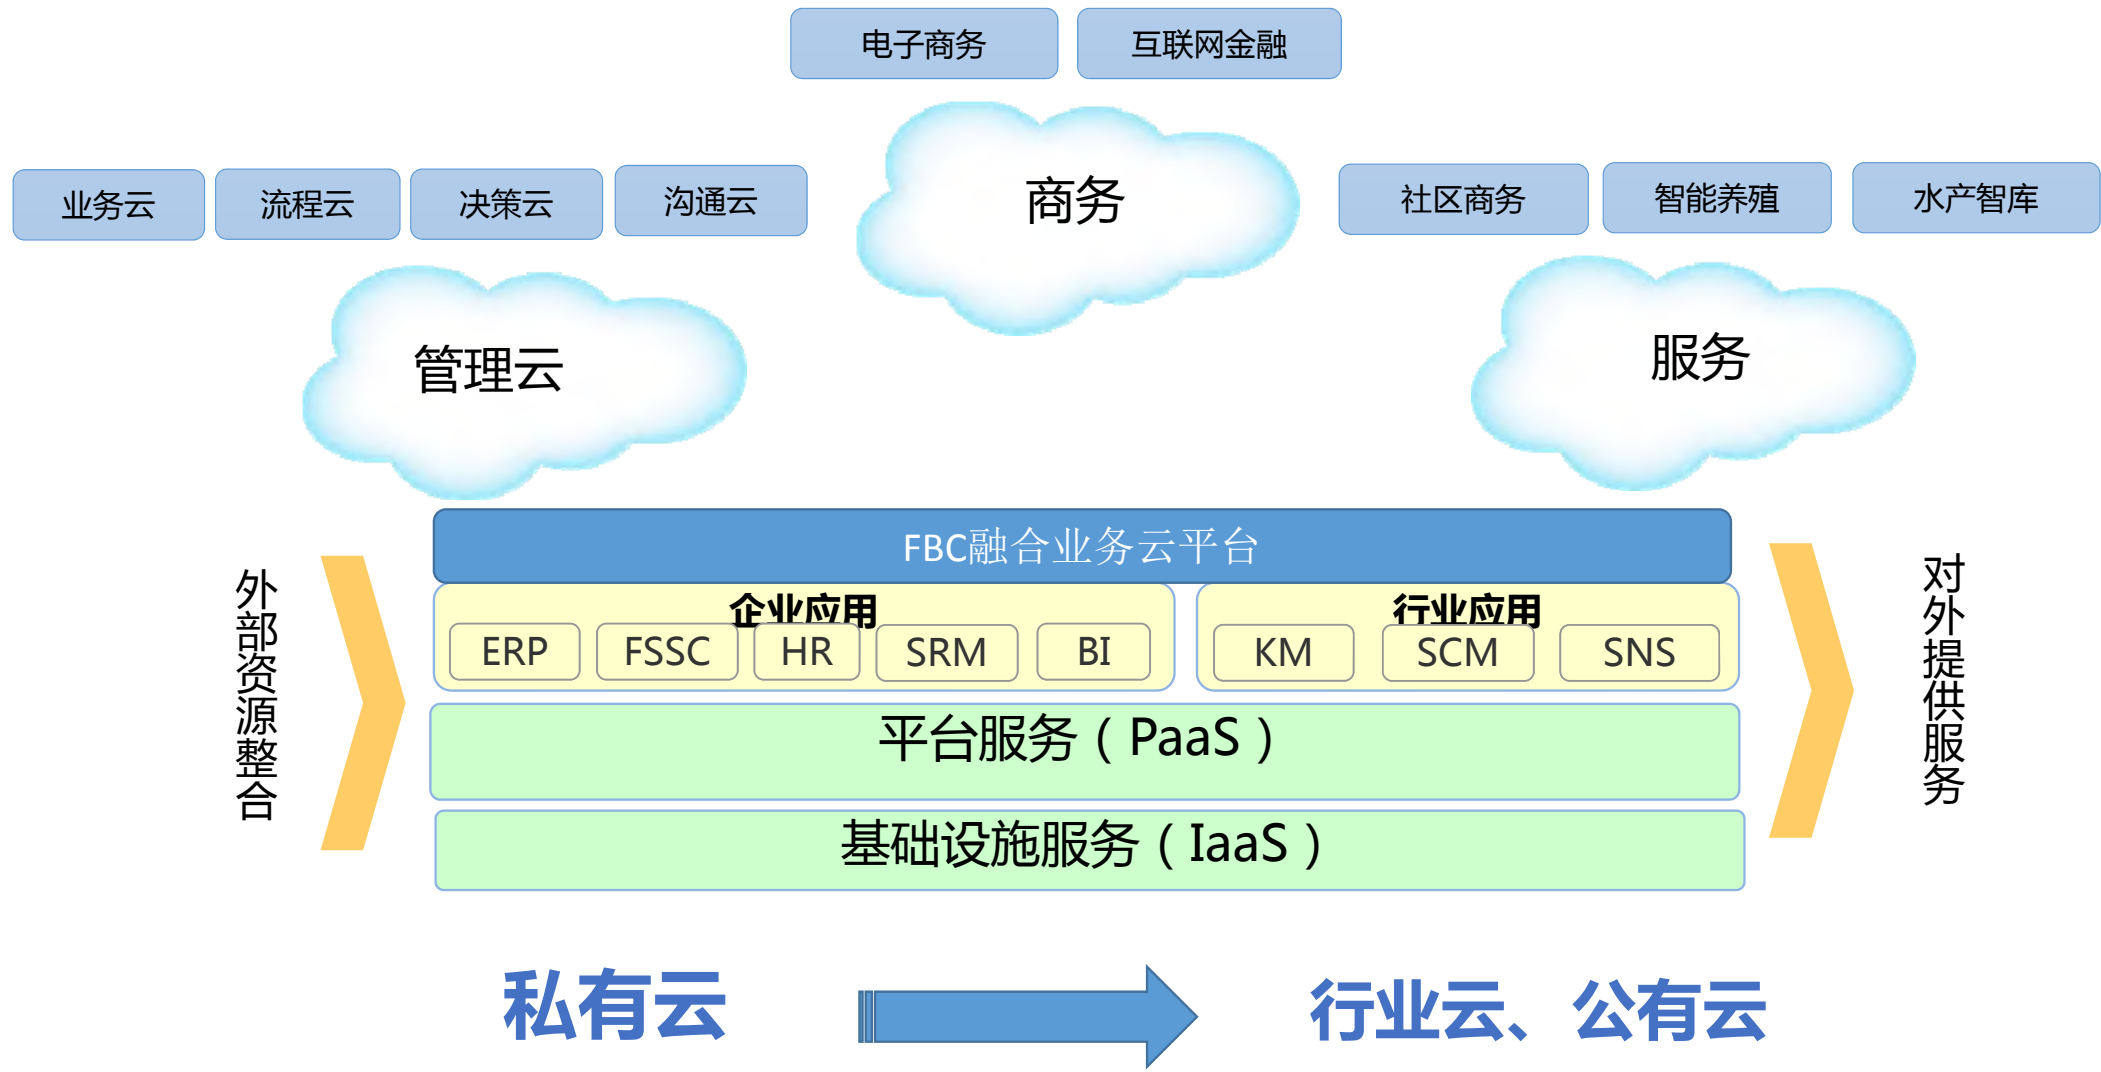 电子商务
互联网金融
业务云
流程云
决策云
沟通云
商务
社区商务
智能养殖
水产智库
管理云
服务
FBC融合业务云平台
外部资源整合
对外提供服务
企业应用
行业应用
ERP
FSSC
HR
SRM
BI
KM
SCM
SNS
平台服务（PaaS）
基础设施服务（IaaS）
私有云
行业云、公有云